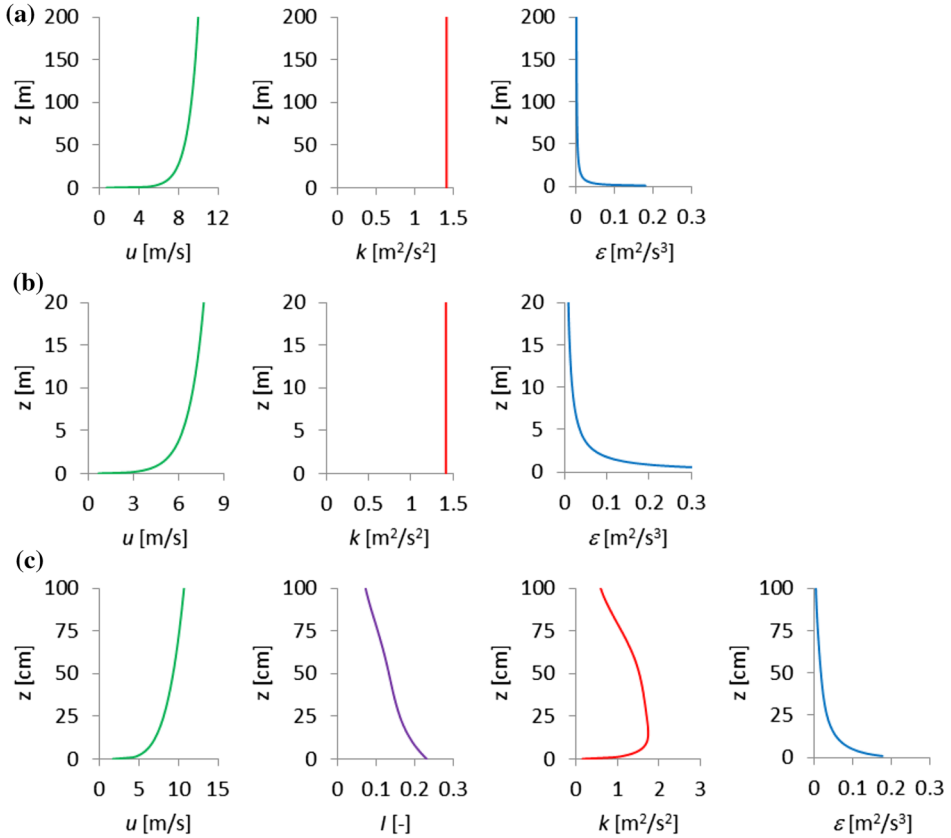 (a)
z [m]
200
150
100
50
0
0 4 8 12
u [m/s]
z [m]
200
150
100
50
0
0 0.5 1 1.5
k [m²/s²]
z [m]
200
150
100
50
0
0 0.1 0.2 0.3
ε [m²/s³]
(b)
z [m]
20
15
10
5
0
0 3 6 9
u [m/s]
z [m]
20
15
10
5
0
0 0.5 1 1.5
k [m²/s²]
z [m]
20
15
10
5
0
0 0.1 0.2 0.3
ε [m²/s³]
(c)
z [cm]
100
75
50
25
0
0 5 10 15
u [m/s]
z [cm]
100
75
50
25
0
0 0.1 0.2 0.3
I [-]
z [cm]
100
75
50
25
0
0 1 2 3
k [m²/s²]
z [cm]
100
75
50
25
0
0 0.1 0.2 0.3
ε [m²/s³]